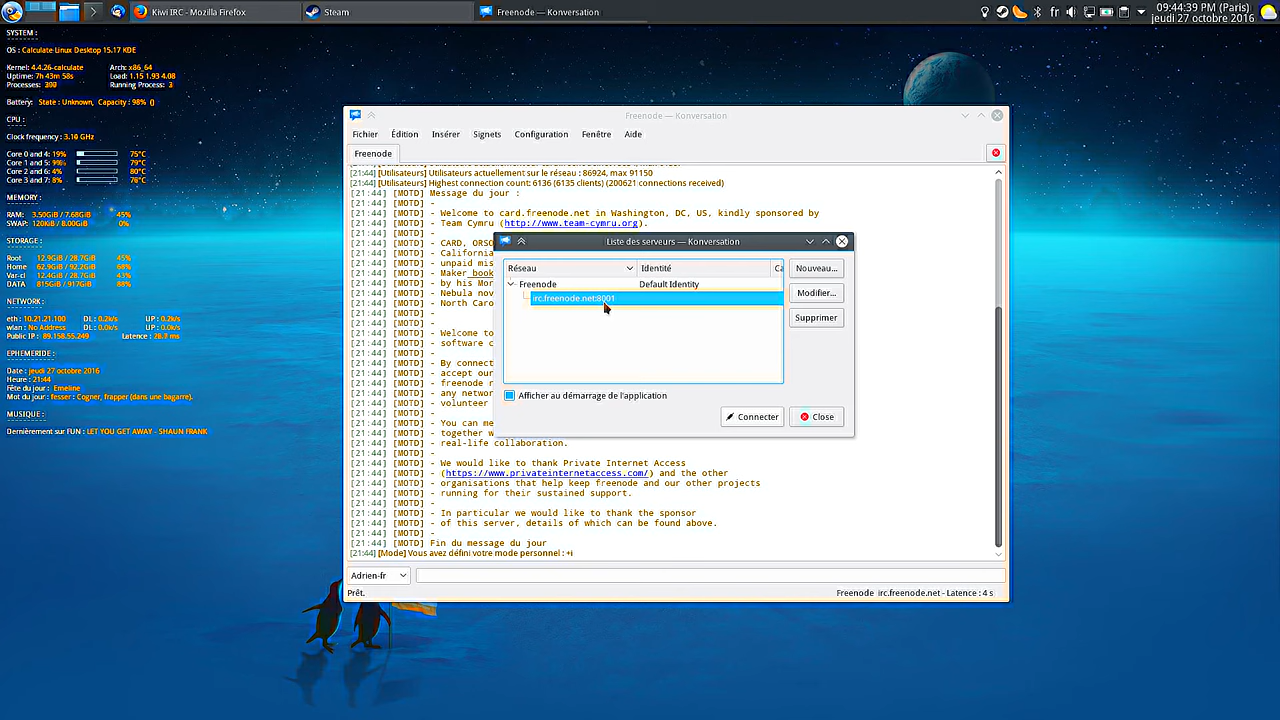 Kiwi IRC - Mozilla Firefox
Steam
Freenode — Konversation
fr
09:44:39 PM (Paris),
jeudi 27 octobre 2016
SYSTEM :
OS : Calculate Linux Desktop 15.17 KDE
Kernel: 4.4.26-calculate Arch: x86_64
Uptime: 7h 43m 58s Load: 1.15 1.93 4.08
Processes: 300 Running Process: 3
Battery: State : Unknown, Capacity : 98% ()
CPU :
Clock frequency : 3.10 GHz
Core 0 and 4: 19% 75°C
Core 1 and 5: 99% 79°C
Core 2 and 6: 4% 80°C
Core 3 and 7: 8% 76°C
MEMORY :
RAM: 3.50GiB / 7.68GiB 45%
SWAP: 120KiB / 8.00GiB 0%
STORAGE :
Root 12.9GiB / 28.7GiB 45%
Home 62.9GiB / 92.2GiB 68%
Var-cl 12.4GiB / 28.7GiB 43%
DATA 815GiB / 917GiB 88%
NETWORK :
eth : 10.21.21.100 DL : 0.2k/s UP : 0.2k/s
wlan : No Address DL : 0k/s UP : 0k/s
Public IP : 89.158.55.249 Latence : 28.7 ms
EPHEMERIDE :
Date : jeudi 27 octobre 2016
Heure : 21:44
Fête du jour : Emeline
Mot du jour : fesser : Cogner, frapper (dans une bagarre).
MUSIQUE :
Dernièrement sur FUN : LET YOU GET AWAY - SHAUN FRANK
Freenode — Konversation
Fichier Édition Insérer Signets Configuration Fenêtre Aide
Freenode
[21:44] [Utilisateurs] Utilisateurs actuellement sur le réseau : 86924, max 91150
[21:44] [Utilisateurs] Highest connection count: 6136 (6135 clients) (200621 connections received)
[21:44] [MOTD] Message du jour :
[21:44] [MOTD] -
[21:44] [MOTD] - Welcome to card.freenode.net in Washington, DC, US, kindly sponsored by
[21:44] [MOTD] - Team Cymru (http://www.team-cymru.org).
[21:44] [MOTD] -
[21:44] [MOTD] - CARD, ORSO
[21:44] [MOTD] - California
[21:44] [MOTD] - unpaid mis
[21:44] [MOTD] - Maker_book
[21:44] [MOTD] - by his Mor
[21:44] [MOTD] - Nebula nov
[21:44] [MOTD] - North Caro
[21:44] [MOTD] -
[21:44] [MOTD] -
[21:44] [MOTD] - Welcome to
[21:44] [MOTD] - software c
[21:44] [MOTD] -
[21:44] [MOTD] - By connect
[21:44] [MOTD] - accept our
[21:44] [MOTD] - freenode r
[21:44] [MOTD] - any networ
[21:44] [MOTD] - volunteer
[21:44] [MOTD] -
[21:44] [MOTD] - You can me
[21:44] [MOTD] - together w
[21:44] [MOTD] - real-life collaboration.
[21:44] [MOTD] -
[21:44] [MOTD] - We would like to thank Private Internet Access
[21:44] [MOTD] - (https://www.privateinternetaccess.com/) and the other
[21:44] [MOTD] - organisations that help keep freenode and our other projects
[21:44] [MOTD] - running for their sustained support.
[21:44] [MOTD] -
[21:44] [MOTD] - In particular we would like to thank the sponsor
[21:44] [MOTD] - of this server, details of which can be found above.
[21:44] [MOTD] -
[21:44] [MOTD] Fin du message du jour
[21:44] [Mode] Vous avez défini votre mode personnel : +i
Adrien-fr
Prêt. Freenode irc.freenode.net - Latence : 4 s
Liste des serveurs — Konversation
Réseau Identité Ca
Freenode Default Identity
irc.freenode.net:8001
Nouveau...
Modifier...
Supprimer
Afficher au démarrage de l'application
Connecter Close